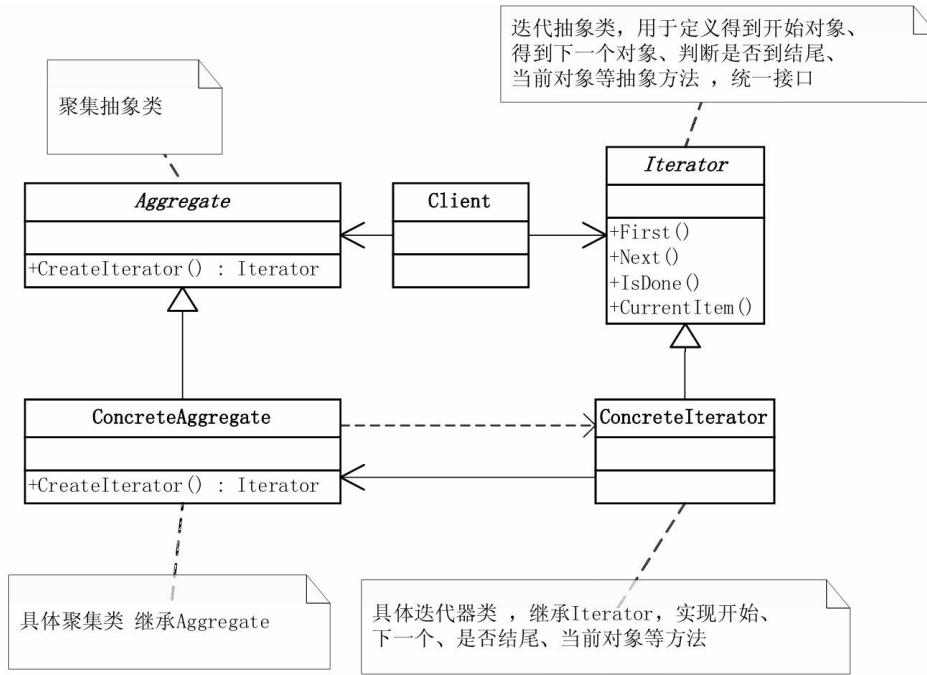 迭代抽象类，用于定义得到开始对象、
得到下一个对象、判断是否到结尾、
当前对象等抽象方法 ，统一接口
聚集抽象类
Aggregate
+CreateIterator() : Iterator
Client
Iterator
+First()
+Next()
+IsDone()
+CurrentItem()
ConcreteAggregate
+CreateIterator() : Iterator
ConcreteIterator
具体聚集类 继承Aggregate
具体迭代器类 ，继承Iterator，实现开始、
下一个、是否结尾、当前对象等方法